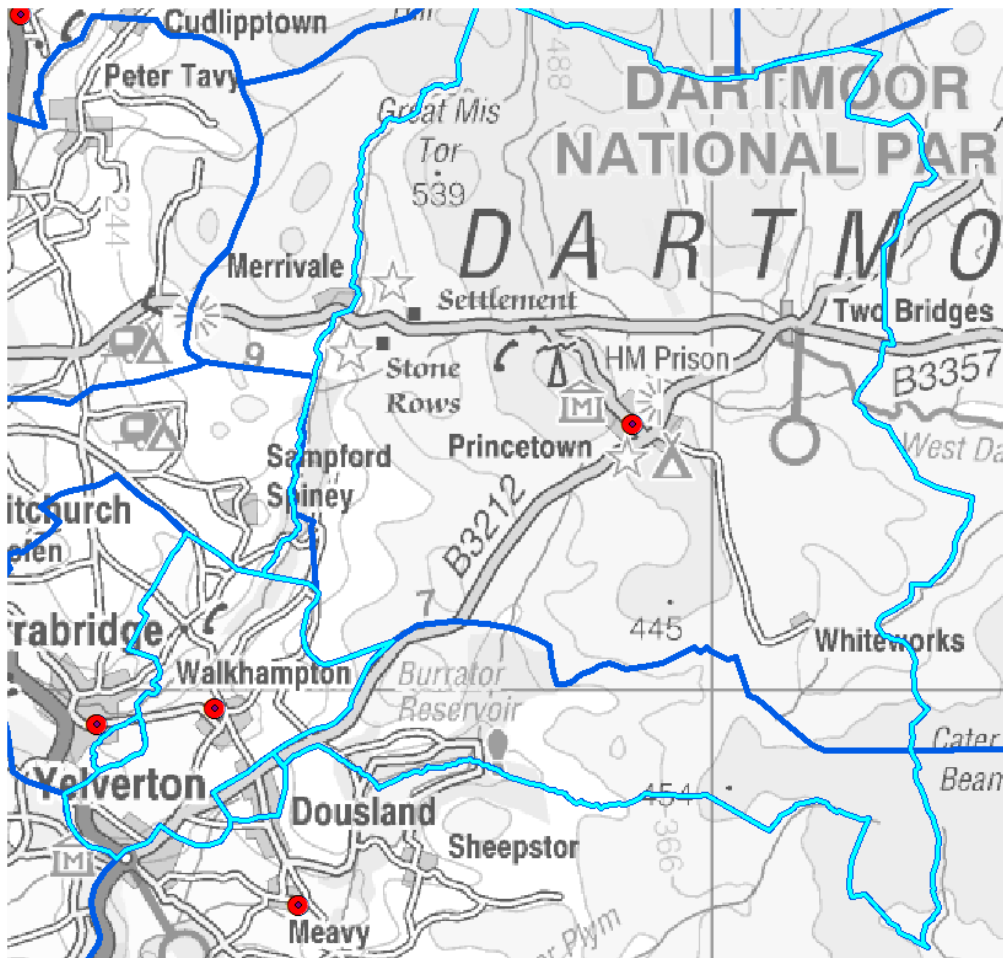 Cudlipptown
Peter Tavy
488
DARTMOOR
NATIONAL PAR
Great Mis
Tor
539
244
DARTMO
Merrivale
Settlement
Two Bridges
9
HM Prison
Stone
Rows
B3357
Princetown
West Da
Sampford
Spiney
itchurch
B3212
7
445
rrabridge
Whiteworks
Walkhampton
Burrator
Reservoir
Cater
Beam
Yelverton
454
Dousland
366
Sheepstor
Meavy
Plym